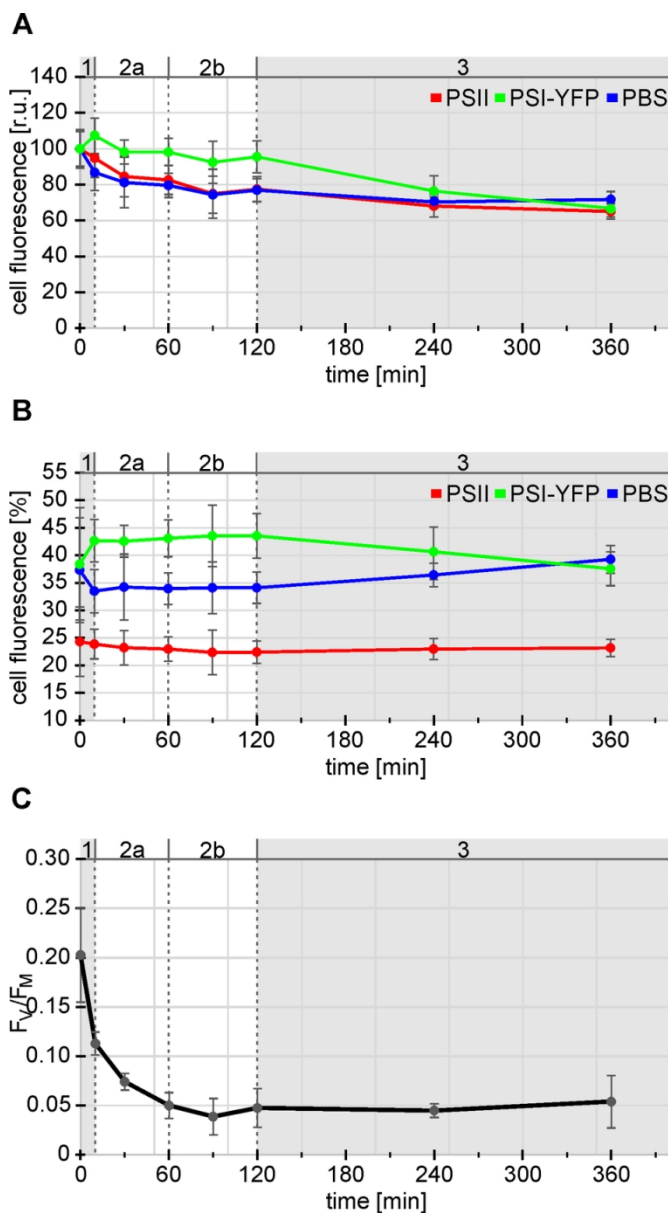 A
1 2a 2b 3
140
120
100
80
60
40
20
0
cell fluorescence [r.u.]
PSII PSI-YFP PBS
0 60 120 180 240 300 360
time [min]
B
1 2a 2b 3
55
50
45
40
35
30
25
20
15
10
cell fluorescence [%]
PSII PSI-YFP PBS
0 60 120 180 240 300 360
time [min]
C
1 2a 2b 3
0.30
0.25
0.20
0.15
0.10
0.05
0
FV/FM
0 60 120 180 240 300 360
time [min]